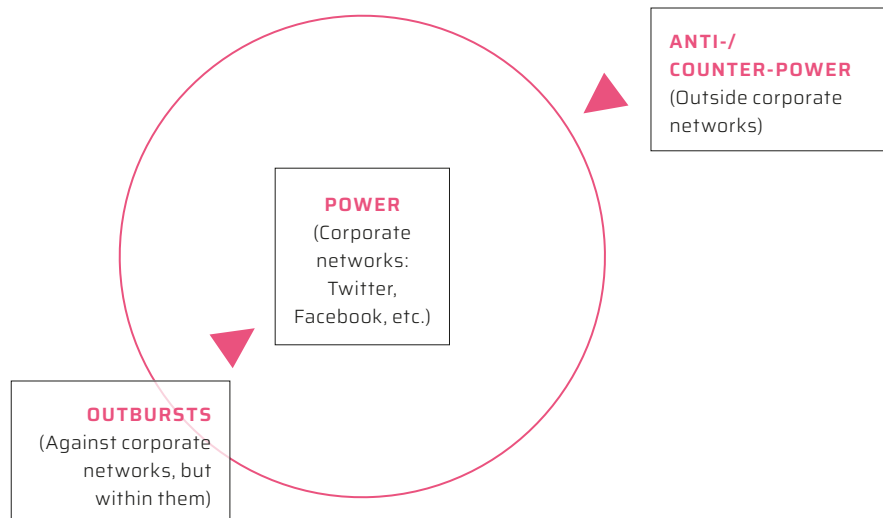 ANTI-/
COUNTER-POWER
(Outside corporate
networks)
POWER
(Corporate
networks:
Twitter,
Facebook, etc.)
OUTBURSTS
(Against corporate
networks, but
within them)